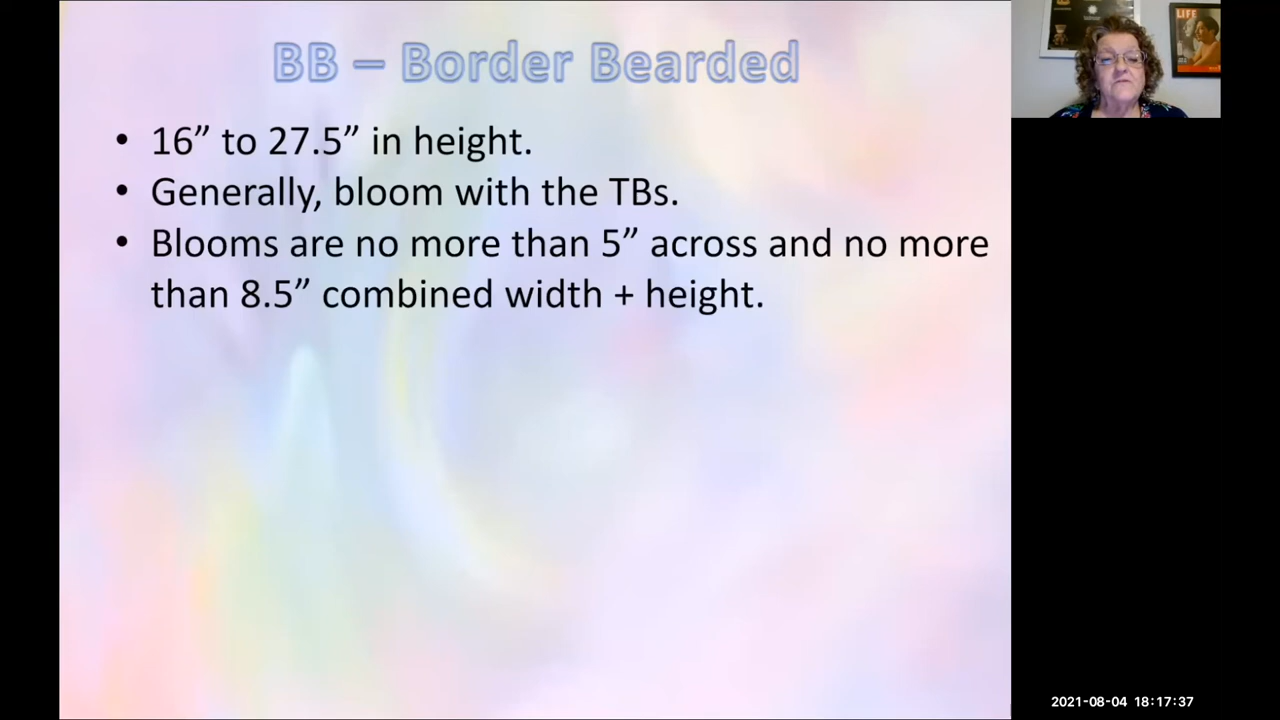 BB – Border Bearded
• 16” to 27.5” in height.
• Generally, bloom with the TBs.
• Blooms are no more than 5” across and no more
than 8.5” combined width + height.
LIFE
2021-08-04 18:17:37